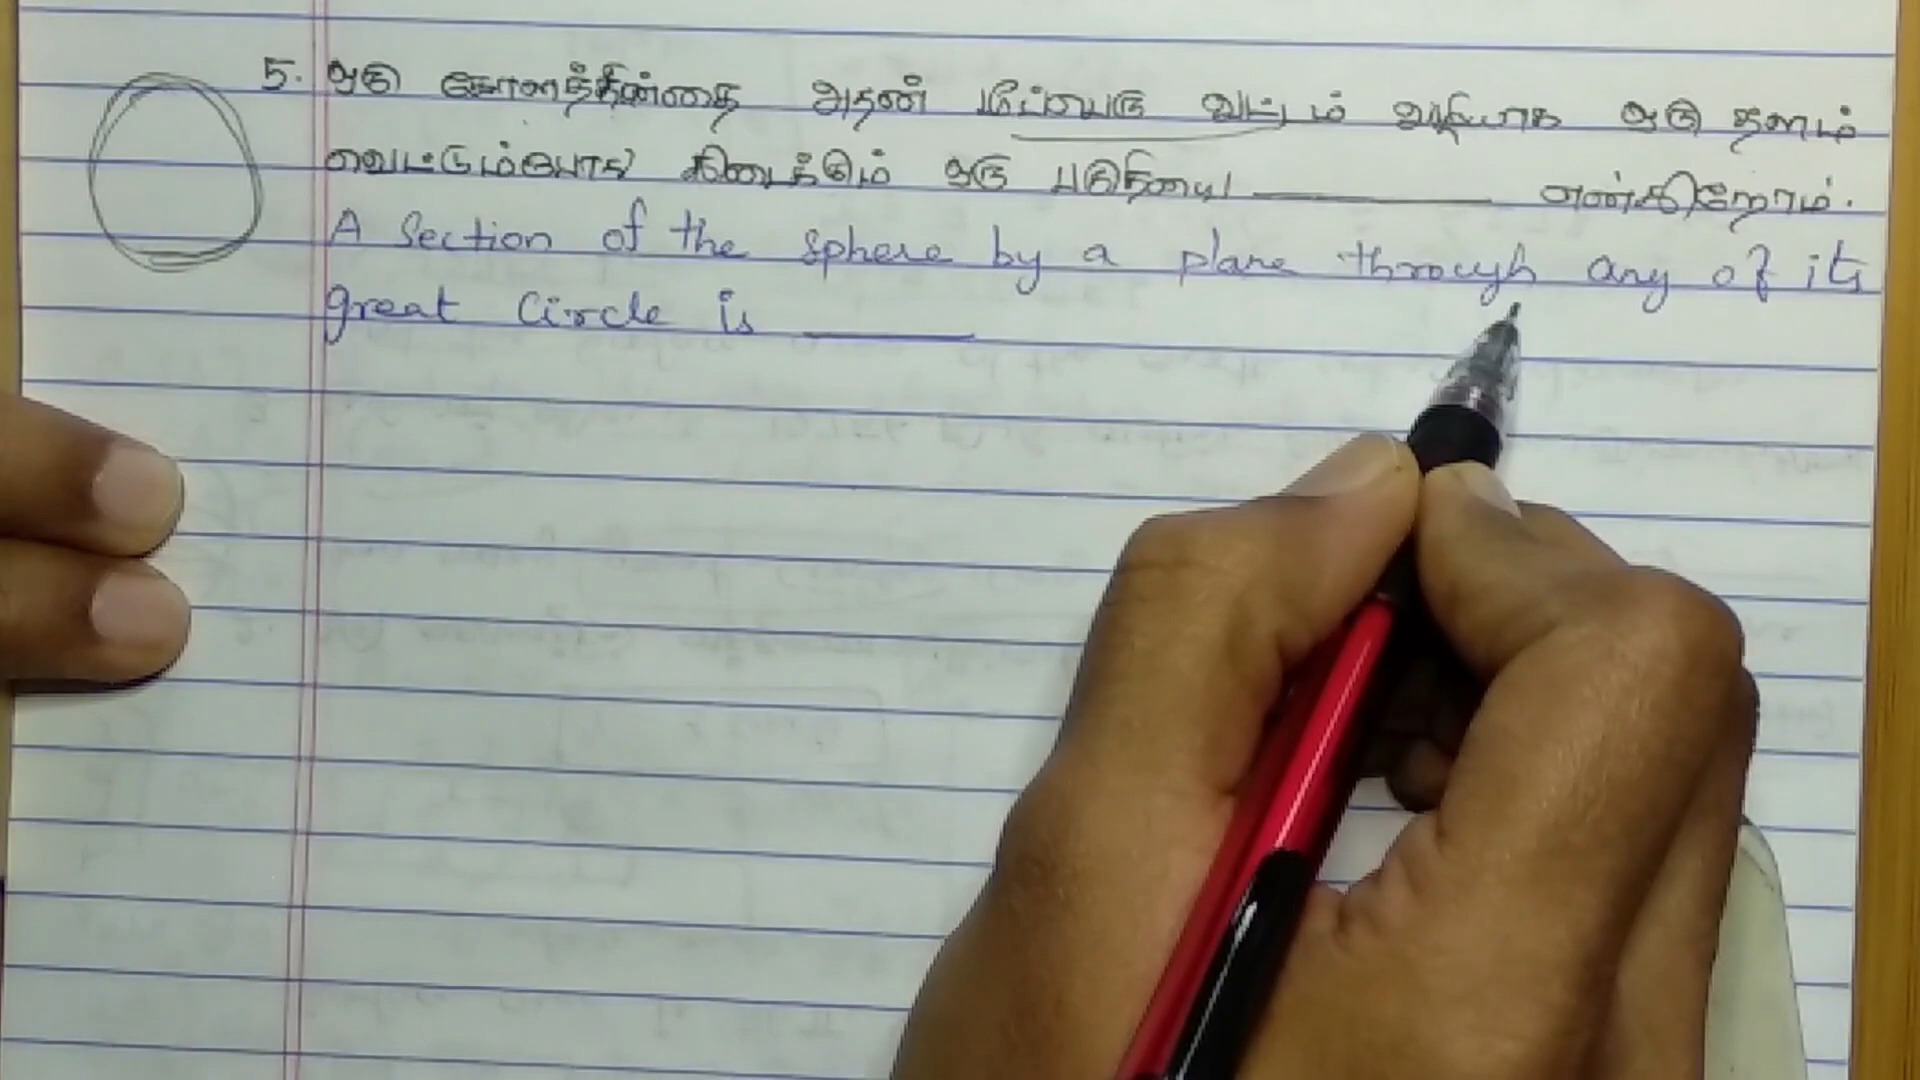 5. ஒரு கோளத்தினை அதன் மீப்பெரு வட்டம் வழியாக ஒரு தளம்
வெட்டும்போது கிடைக்கும் ஒரு பகுதியை ______ என்கிறோம்.
A Section of the sphere by a plane through any of its
great Circle is ______